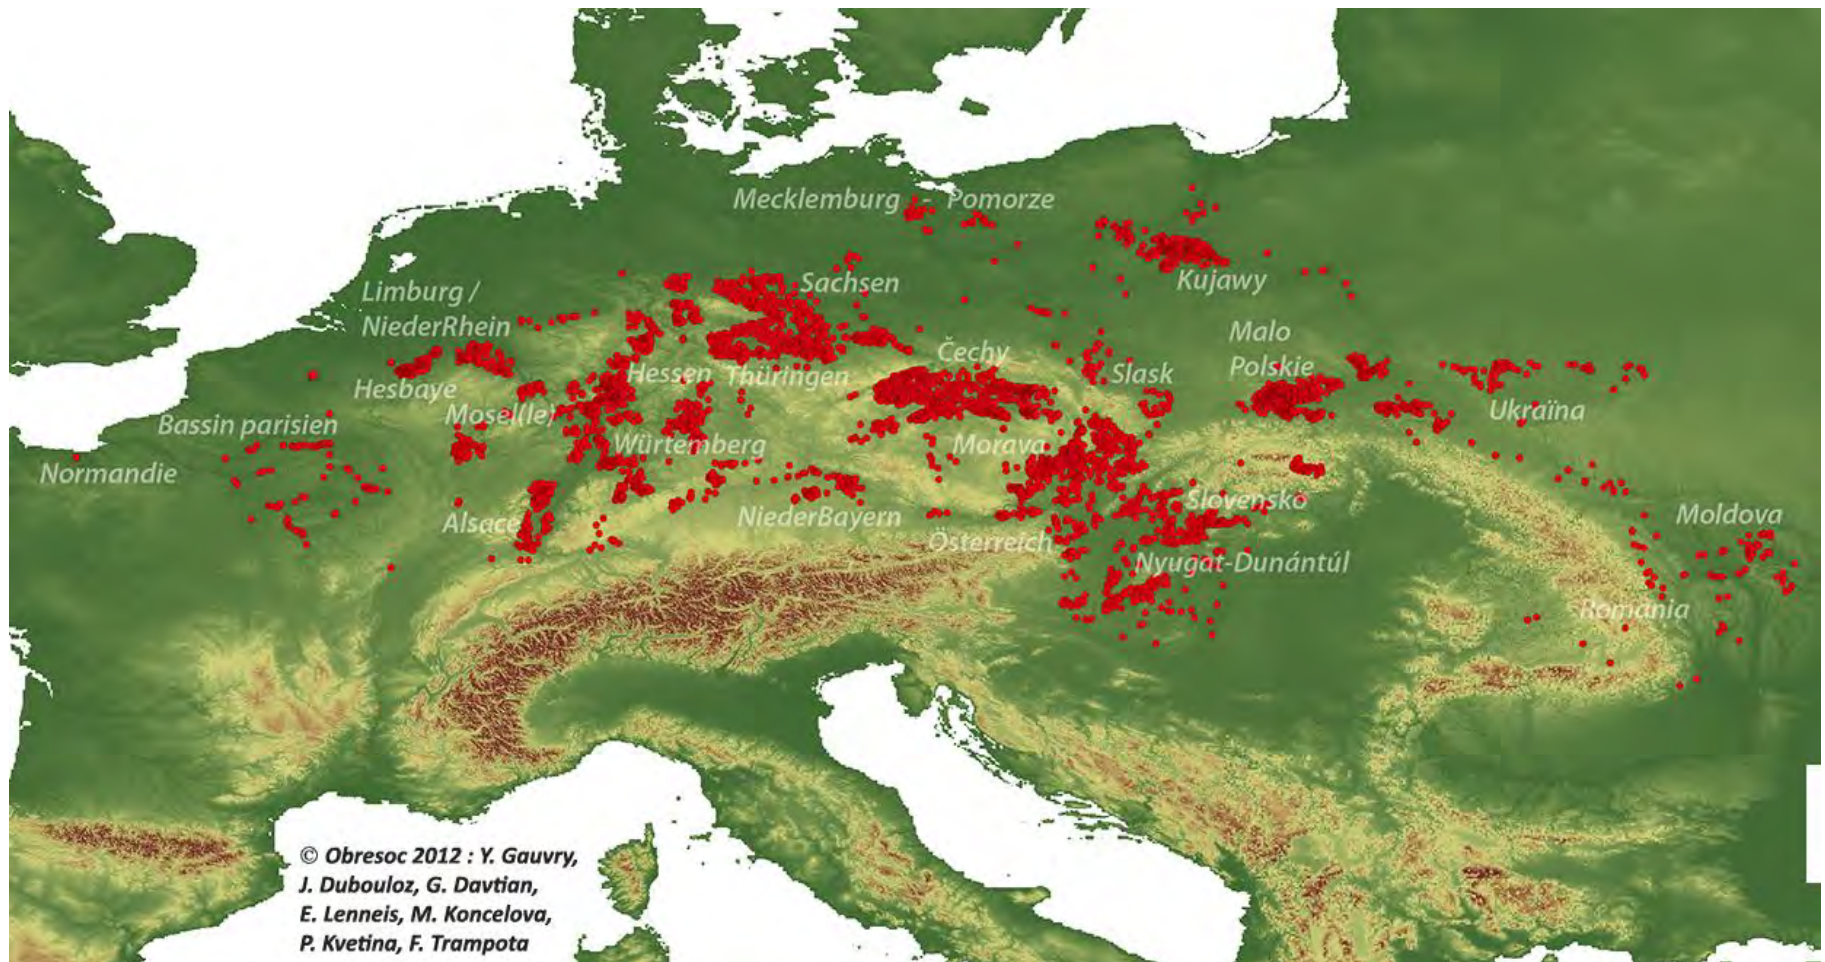 Mecklemburg - Pomorze
Kujawy
Sachsen
Limburg /
NiederRhein
Malo
Polskie
Čechy
Hessen
Thüringen
Slask
Hesbaye
Mosel(le)
Ukraïna
Bassin parisien
Würtemberg
Morava
Normandie
Slovensko
Alsace
NiederBayern
Moldova
Österreich
Nyugat-Dunántúl
Romania
© Obresoc 2012 : Y. Gauvry,
J. Dubouloz, G. Davtian,
E. Lenneis, M. Koncelova,
P. Kvetina, F. Trampota